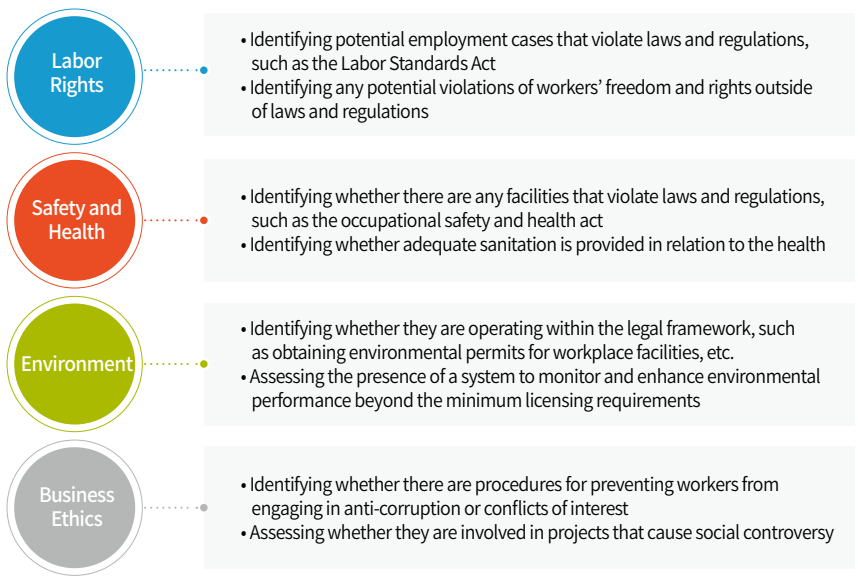 Labor
Rights
• Identifying potential employment cases that violate laws and regulations,
such as the Labor Standards Act
• Identifying any potential violations of workers’ freedom and rights outside
of laws and regulations
Safety and
Health
• Identifying whether there are any facilities that violate laws and regulations,
such as the occupational safety and health act
• Identifying whether adequate sanitation is provided in relation to the health
Environment
• Identifying whether they are operating within the legal framework, such
as obtaining environmental permits for workplace facilities, etc.
• Assessing the presence of a system to monitor and enhance environmental
performance beyond the minimum licensing requirements
Business
Ethics
• Identifying whether there are procedures for preventing workers from
engaging in anti-corruption or conflicts of interest
• Assessing whether they are involved in projects that cause social controversy